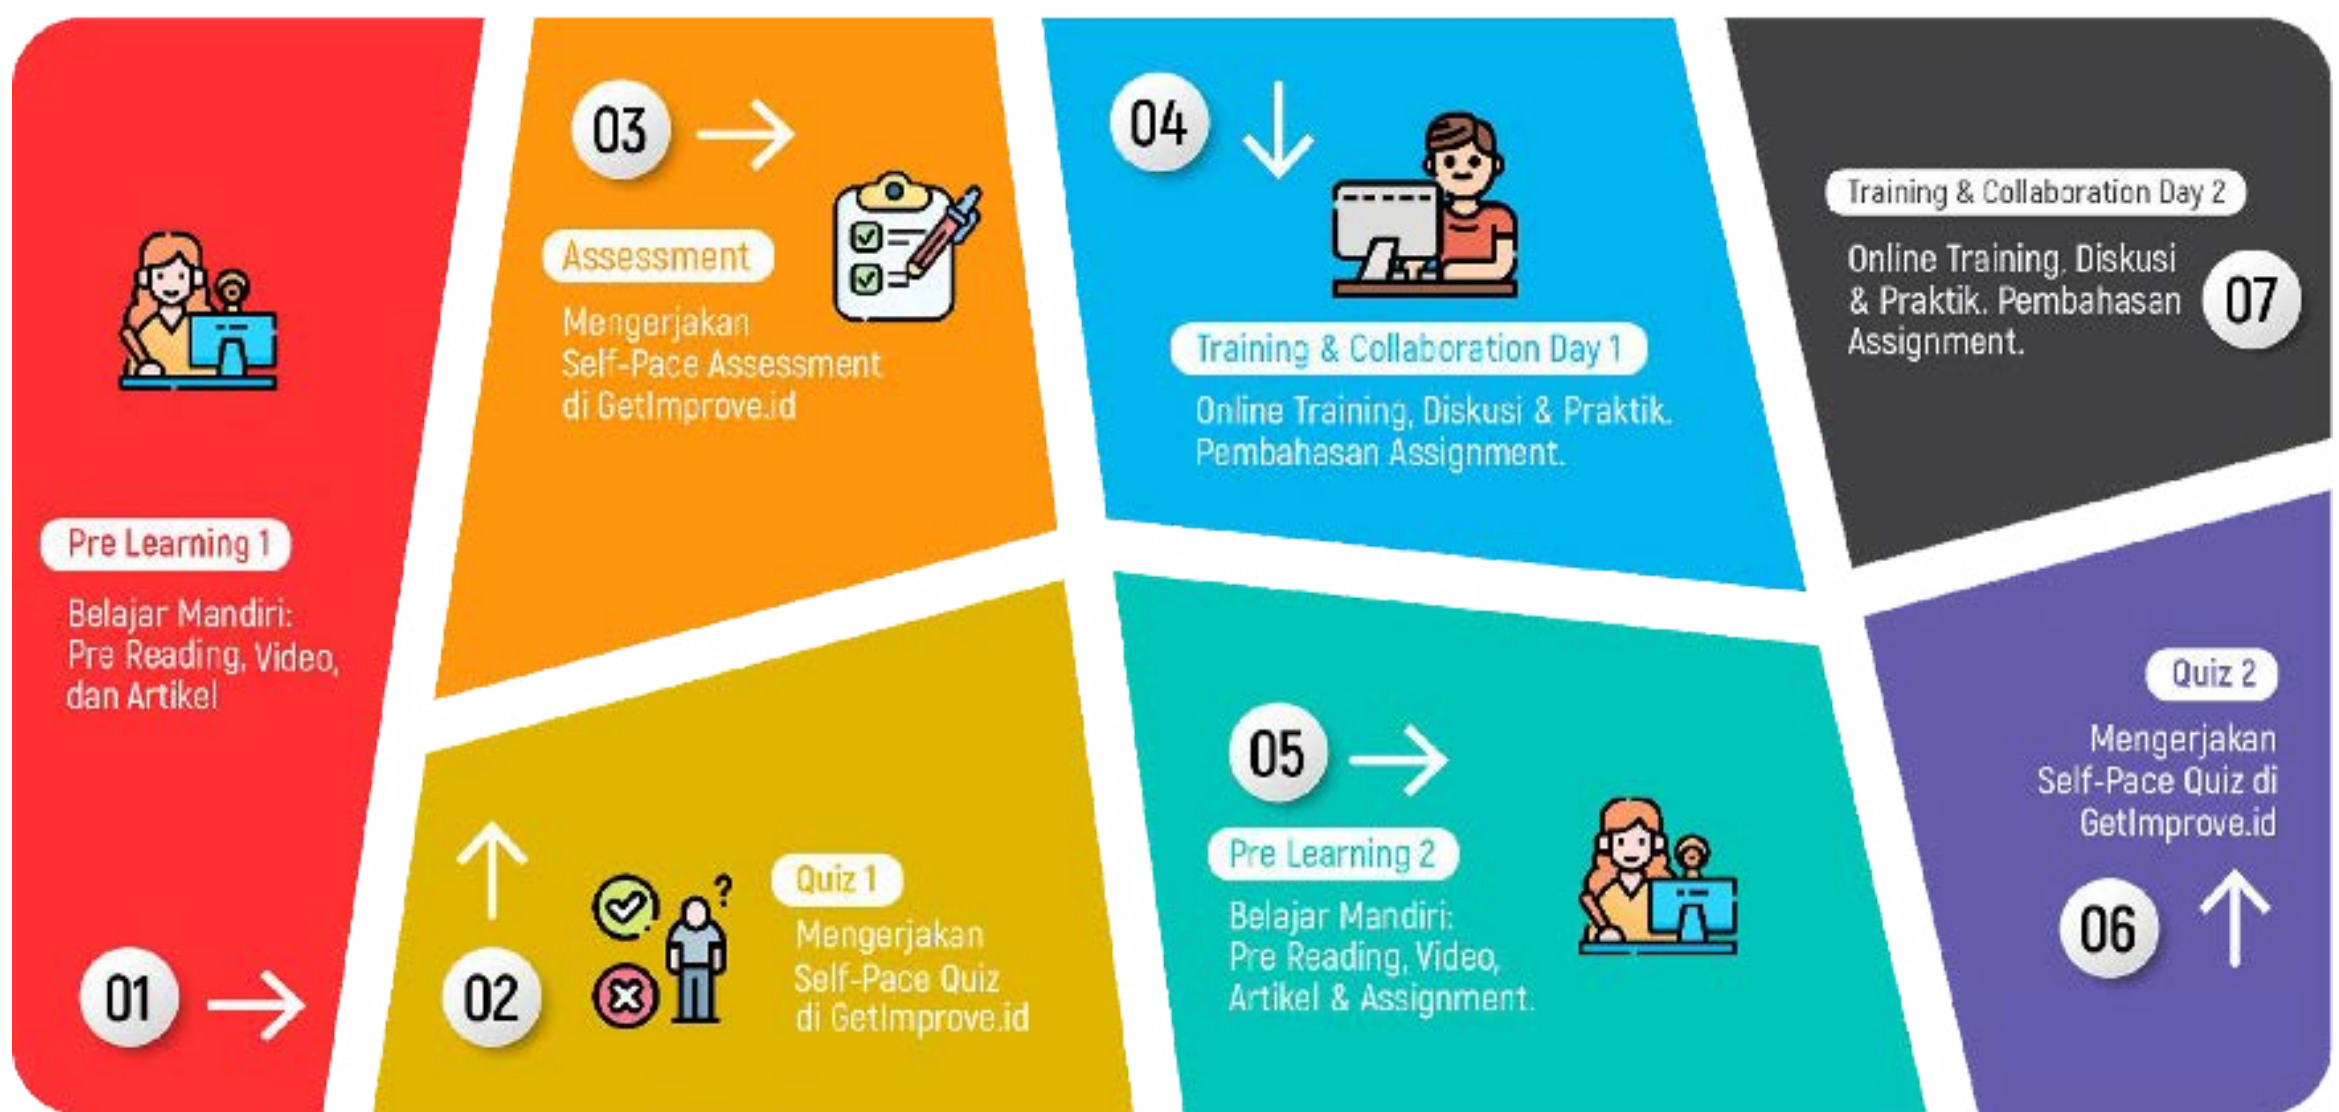 Pre Learning 1
Belajar Mandiri:
Pre Reading, Video,
dan Artikel
01
02
Quiz 1
Mengerjakan
Self-Pace Quiz
di GetImprove.id
03
Assessment
Mengerjakan
Self-Pace Assessment
di GetImprove.id
04
Training & Collaboration Day 1
Online Training, Diskusi & Praktik.
Pembahasan Assignment.
05
Pre Learning 2
Belajar Mandiri:
Pre Reading, Video,
Artikel & Assignment.
Quiz 2
Mengerjakan
Self-Pace Quiz di
GetImprove.id
06
Training & Collaboration Day 2
Online Training, Diskusi
& Praktik. Pembahasan
Assignment.
07